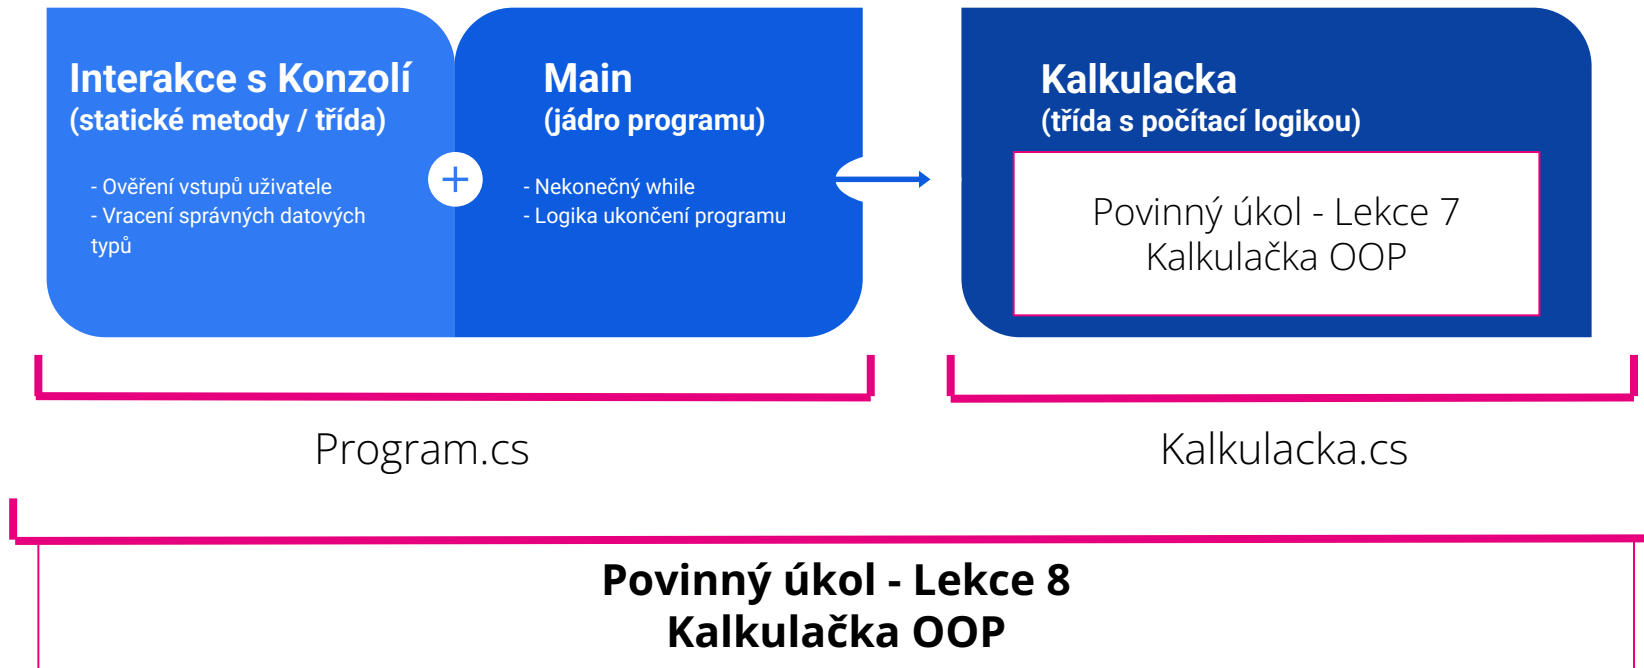 Interakce s Konzolí
(statické metody / třída)
- Ověření vstupů uživatele
- Vracení správných datových
typů
+
Main
(jádro programu)
- Nekonečný while
- Logika ukončení programu
Kalkulacka
(třída s počítací logikou)
Povinný úkol - Lekce 7
Kalkulačka OOP
Program.cs
Kalkulacka.cs
Povinný úkol - Lekce 8
Kalkulačka OOP